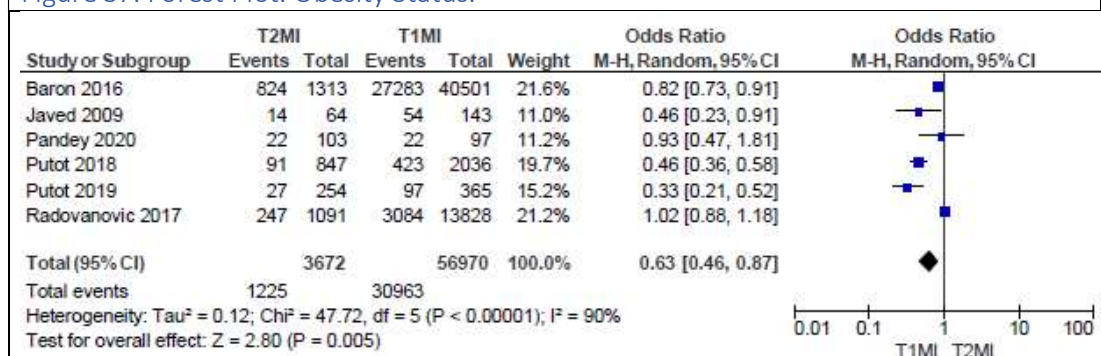 T2MI T1MI Odds Ratio Odds Ratio
Study or Subgroup Events Total Events Total Weight M-H, Random, 95% CI M-H, Random, 95% CI
Baron 2016 824 1313 27283 40501 21.6% 0.82 [0.73, 0.91]
Javed 2009 14 64 54 143 11.0% 0.46 [0.23, 0.91]
Pandey 2020 22 103 22 97 11.2% 0.93 [0.47, 1.81]
Putot 2018 91 847 423 2036 19.7% 0.46 [0.36, 0.58]
Putot 2019 27 254 97 365 15.2% 0.33 [0.21, 0.52]
Radovanovic 2017 247 1091 3084 13828 21.2% 1.02 [0.88, 1.18]
Total (95% CI) 3672 56970 100.0% 0.63 [0.46, 0.87]
Total events 1225 30963
Heterogeneity: Tau² = 0.12; Chi² = 47.72, df = 5 (P < 0.00001); I² = 90%
Test for overall effect: Z = 2.80 (P = 0.005)
0.01 0.1 1 10 100
T1MI T2MI